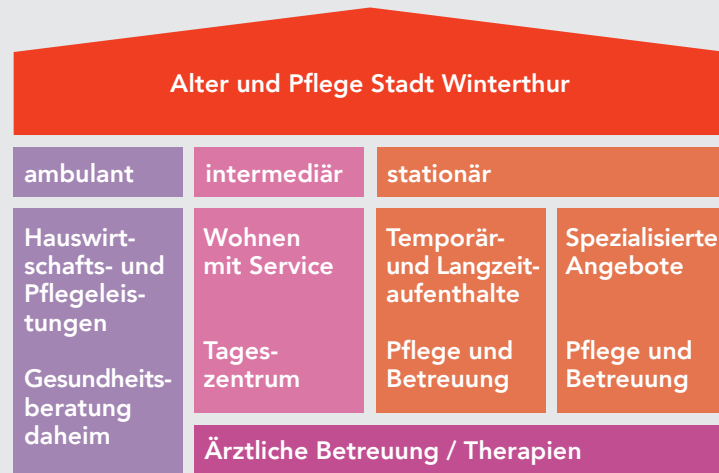 Alter und Pflege Stadt Winterthur
ambulant
intermediär
stationär
Hauswirt-
schafts- und
Pflegeleis-
tungen
Gesundheits-
beratung
daheim
Wohnen
mit Service
Tages-
zentrum
Temporär-
und Langzeit-
aufenthalte
Pflege und
Betreuung
Spezialisierte
Angebote
Pflege und
Betreuung
Ärztliche Betreuung / Therapien